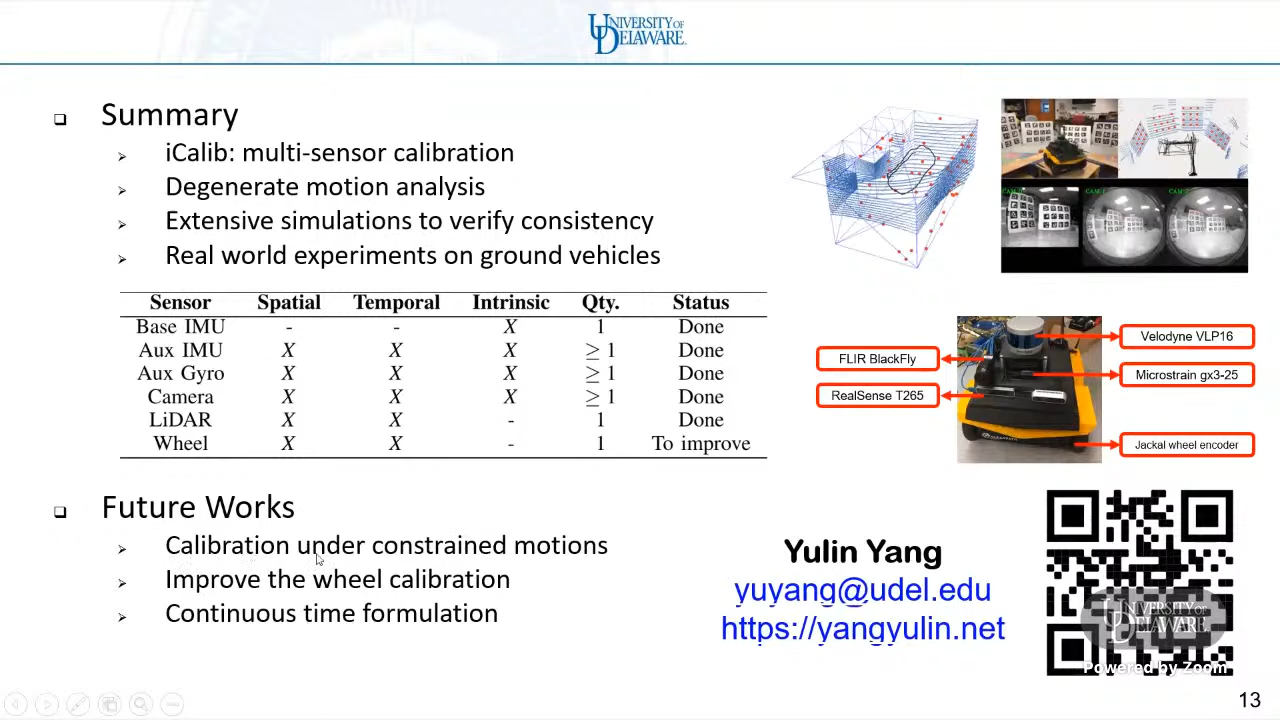 UNIVERSITY OF
DELAWARE
Summary
iCalib: multi-sensor calibration
Degenerate motion analysis
Extensive simulations to verify consistency
Real world experiments on ground vehicles
Sensor Spatial Temporal Intrinsic Qty. Status
Base IMU - - X 1 Done
Aux IMU X X X ≥ 1 Done
Aux Gyro X X X ≥ 1 Done
Camera X X X ≥ 1 Done
LiDAR X X - 1 Done
Wheel X X - 1 To improve
FLIR BlackFly
RealSense T265
Velodyne VLP16
Microstrain gx3-25
Jackal wheel encoder
Future Works
Calibration under constrained motions
Improve the wheel calibration
Continuous time formulation
Yulin Yang
yuyang@udel.edu
https://yangyulin.net
UNIVERSITY OF
DELAWARE
Powered by Zoom
13